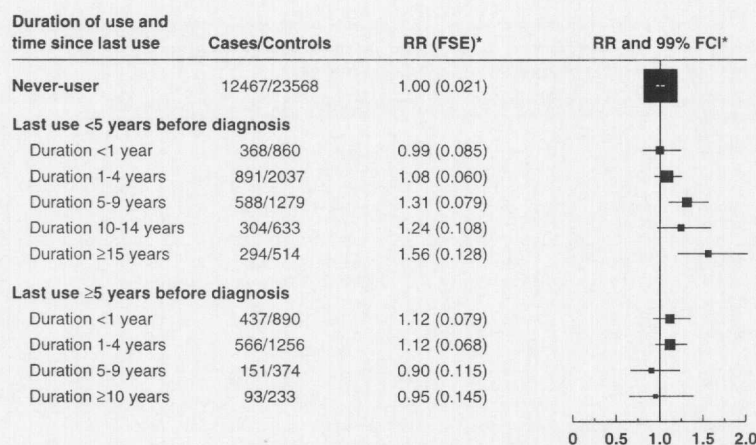 Duration of use and
time since last use Cases/Controls RR (FSE)* RR and 99% FCI*
Never-user 12467/23568 1.00 (0.021)
Last use <5 years before diagnosis
Duration <1 year 368/860 0.99 (0.085)
Duration 1-4 years 891/2037 1.08 (0.060)
Duration 5-9 years 588/1279 1.31 (0.079)
Duration 10-14 years 304/633 1.24 (0.108)
Duration ≥15 years 294/514 1.56 (0.128)
Last use ≥5 years before diagnosis
Duration <1 year 437/890 1.12 (0.079)
Duration 1-4 years 566/1256 1.12 (0.068)
Duration 5-9 years 151/374 0.90 (0.115)
Duration ≥10 years 93/233 0.95 (0.145)
0 0.5 1.0 1.5 2.0